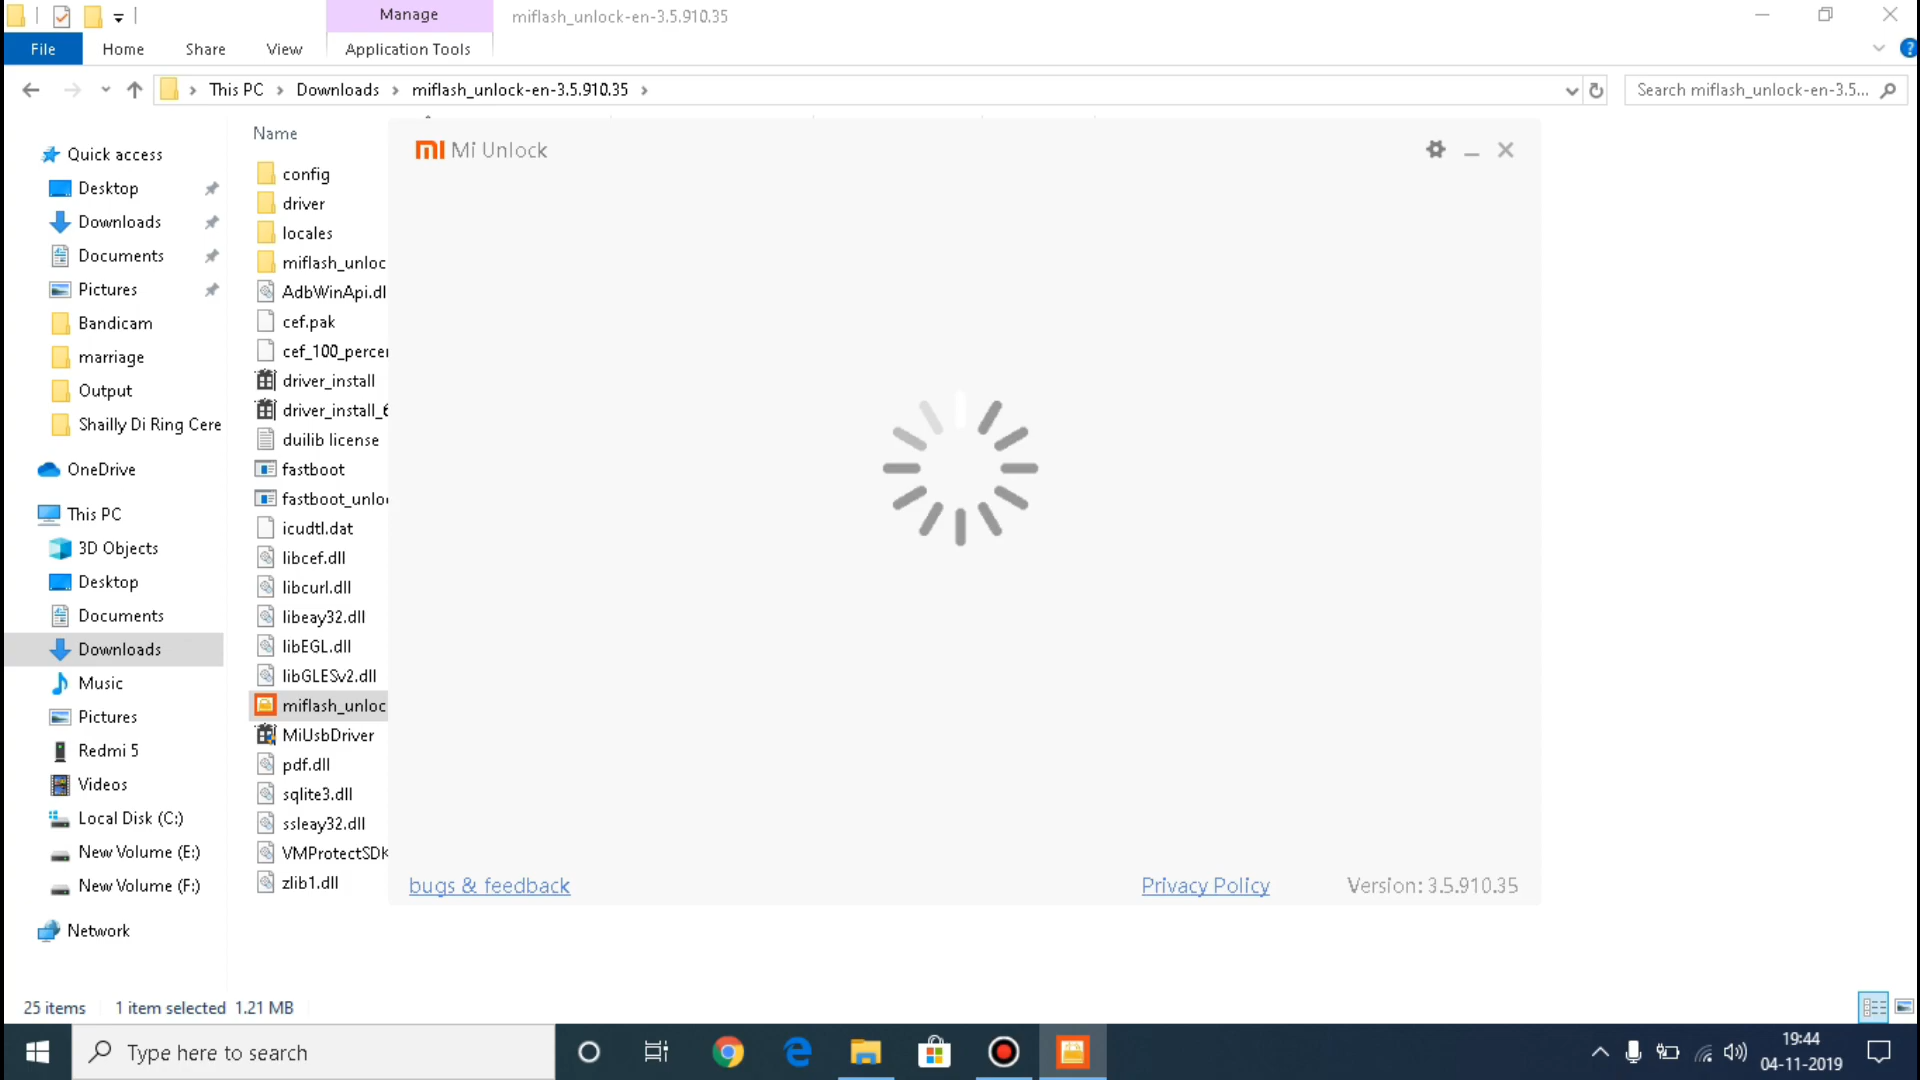 Manage
miflash_unlock-en-3.5.910.35
File
Home
Share
View
Application Tools
?
This PC
Downloads
miflash_unlock-en-3.5.910.35
Search miflash_unlock-en-3.5...
Quick access
Desktop
Downloads
Documents
Pictures
Bandicam
marriage
Output
Shailly Di Ring Cere
OneDrive
This PC
3D Objects
Desktop
Documents
Downloads
Music
Pictures
Redmi 5
Videos
Local Disk (C:)
New Volume (E:)
New Volume (F:)
Network
Name
config
driver
locales
miflash_unloc
AdbWinApi.dl
cef.pak
cef_100_percen
driver_install
driver_install_6
duilib license
fastboot
fastboot_unlo
icudtl.dat
libcef.dll
libcurl.dll
libeay32.dll
libEGL.dll
libGLESv2.dll
miflash_unloc
MiUsbDriver
pdf.dll
sqlite3.dll
ssleay32.dll
VMProtectSDK
zlib1.dll
mi Mi Unlock
bugs & feedback
Privacy Policy
Version: 3.5.910.35
25 items
1 item selected 1.21 MB
Type here to search
19:44
04-11-2019